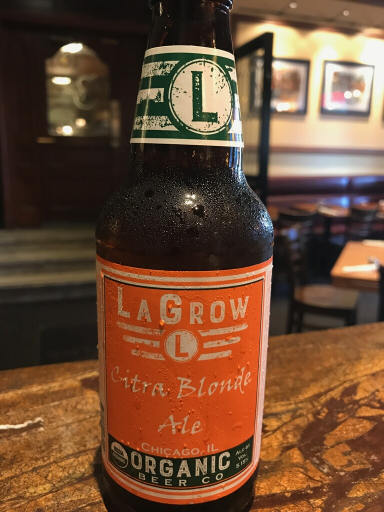 L
LAGROW
L
Citra Blonde
Ale
CHICAGO, IL
ORGANIC
BEER CO